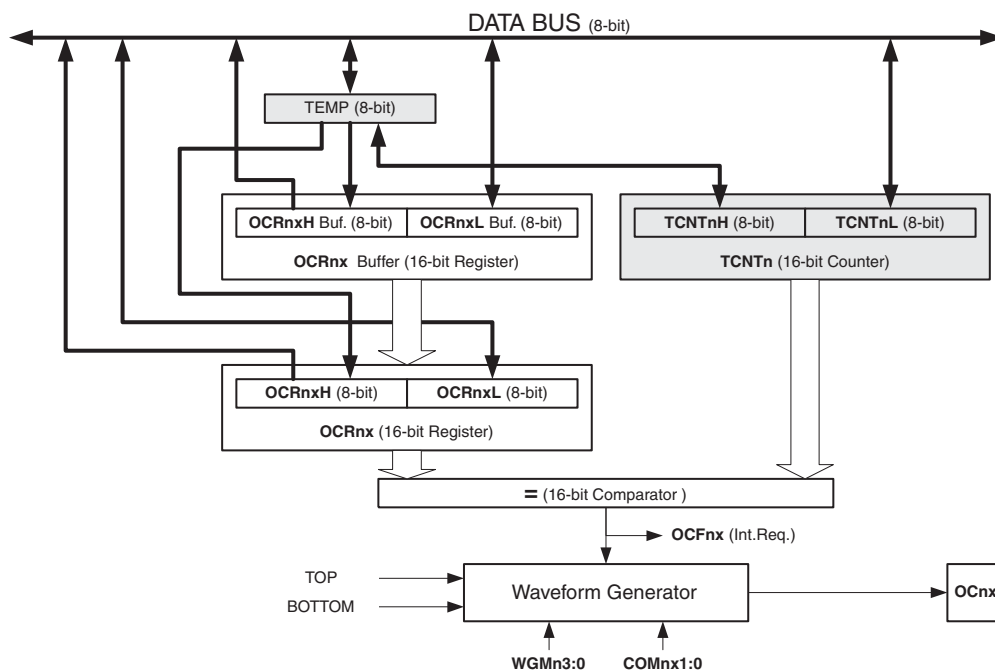 DATA BUS (8-bit)
TEMP (8-bit)
OCRnxH Buf. (8-bit) OCRnxL Buf. (8-bit)
OCRnx Buffer (16-bit Register)
TCNTnH (8-bit) TCNTnL (8-bit)
TCNTn (16-bit Counter)
OCRnxH (8-bit) OCRnxL (8-bit)
OCRnx (16-bit Register)
= (16-bit Comparator )
OCFnx (Int.Req.)
TOP
BOTTOM
Waveform Generator
OCnx
WGMn3:0 COMnx1:0